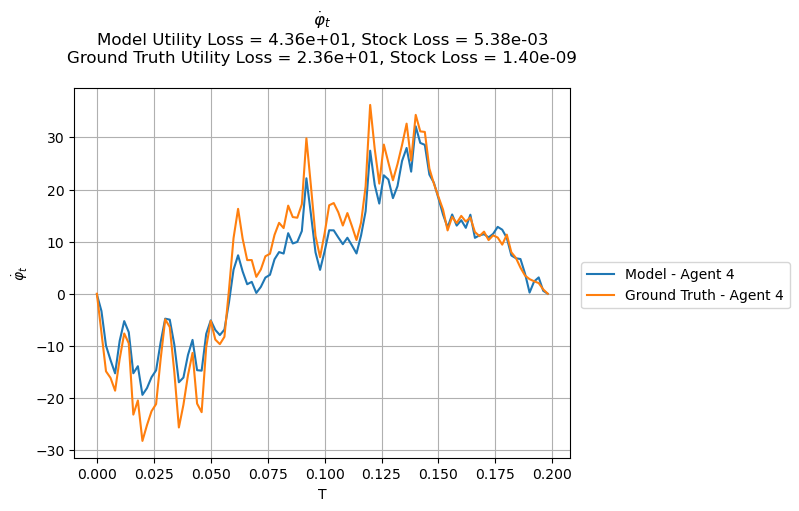 φ̇ₜ
Model Utility Loss = 4.36e+01, Stock Loss = 5.38e-03
Ground Truth Utility Loss = 2.36e+01, Stock Loss = 1.40e-09
φ̇ₜ
30
20
10
0
−10
−20
−30
0.000
0.025
0.050
0.075
0.100
0.125
0.150
0.175
0.200
T
Model - Agent 4
Ground Truth - Agent 4